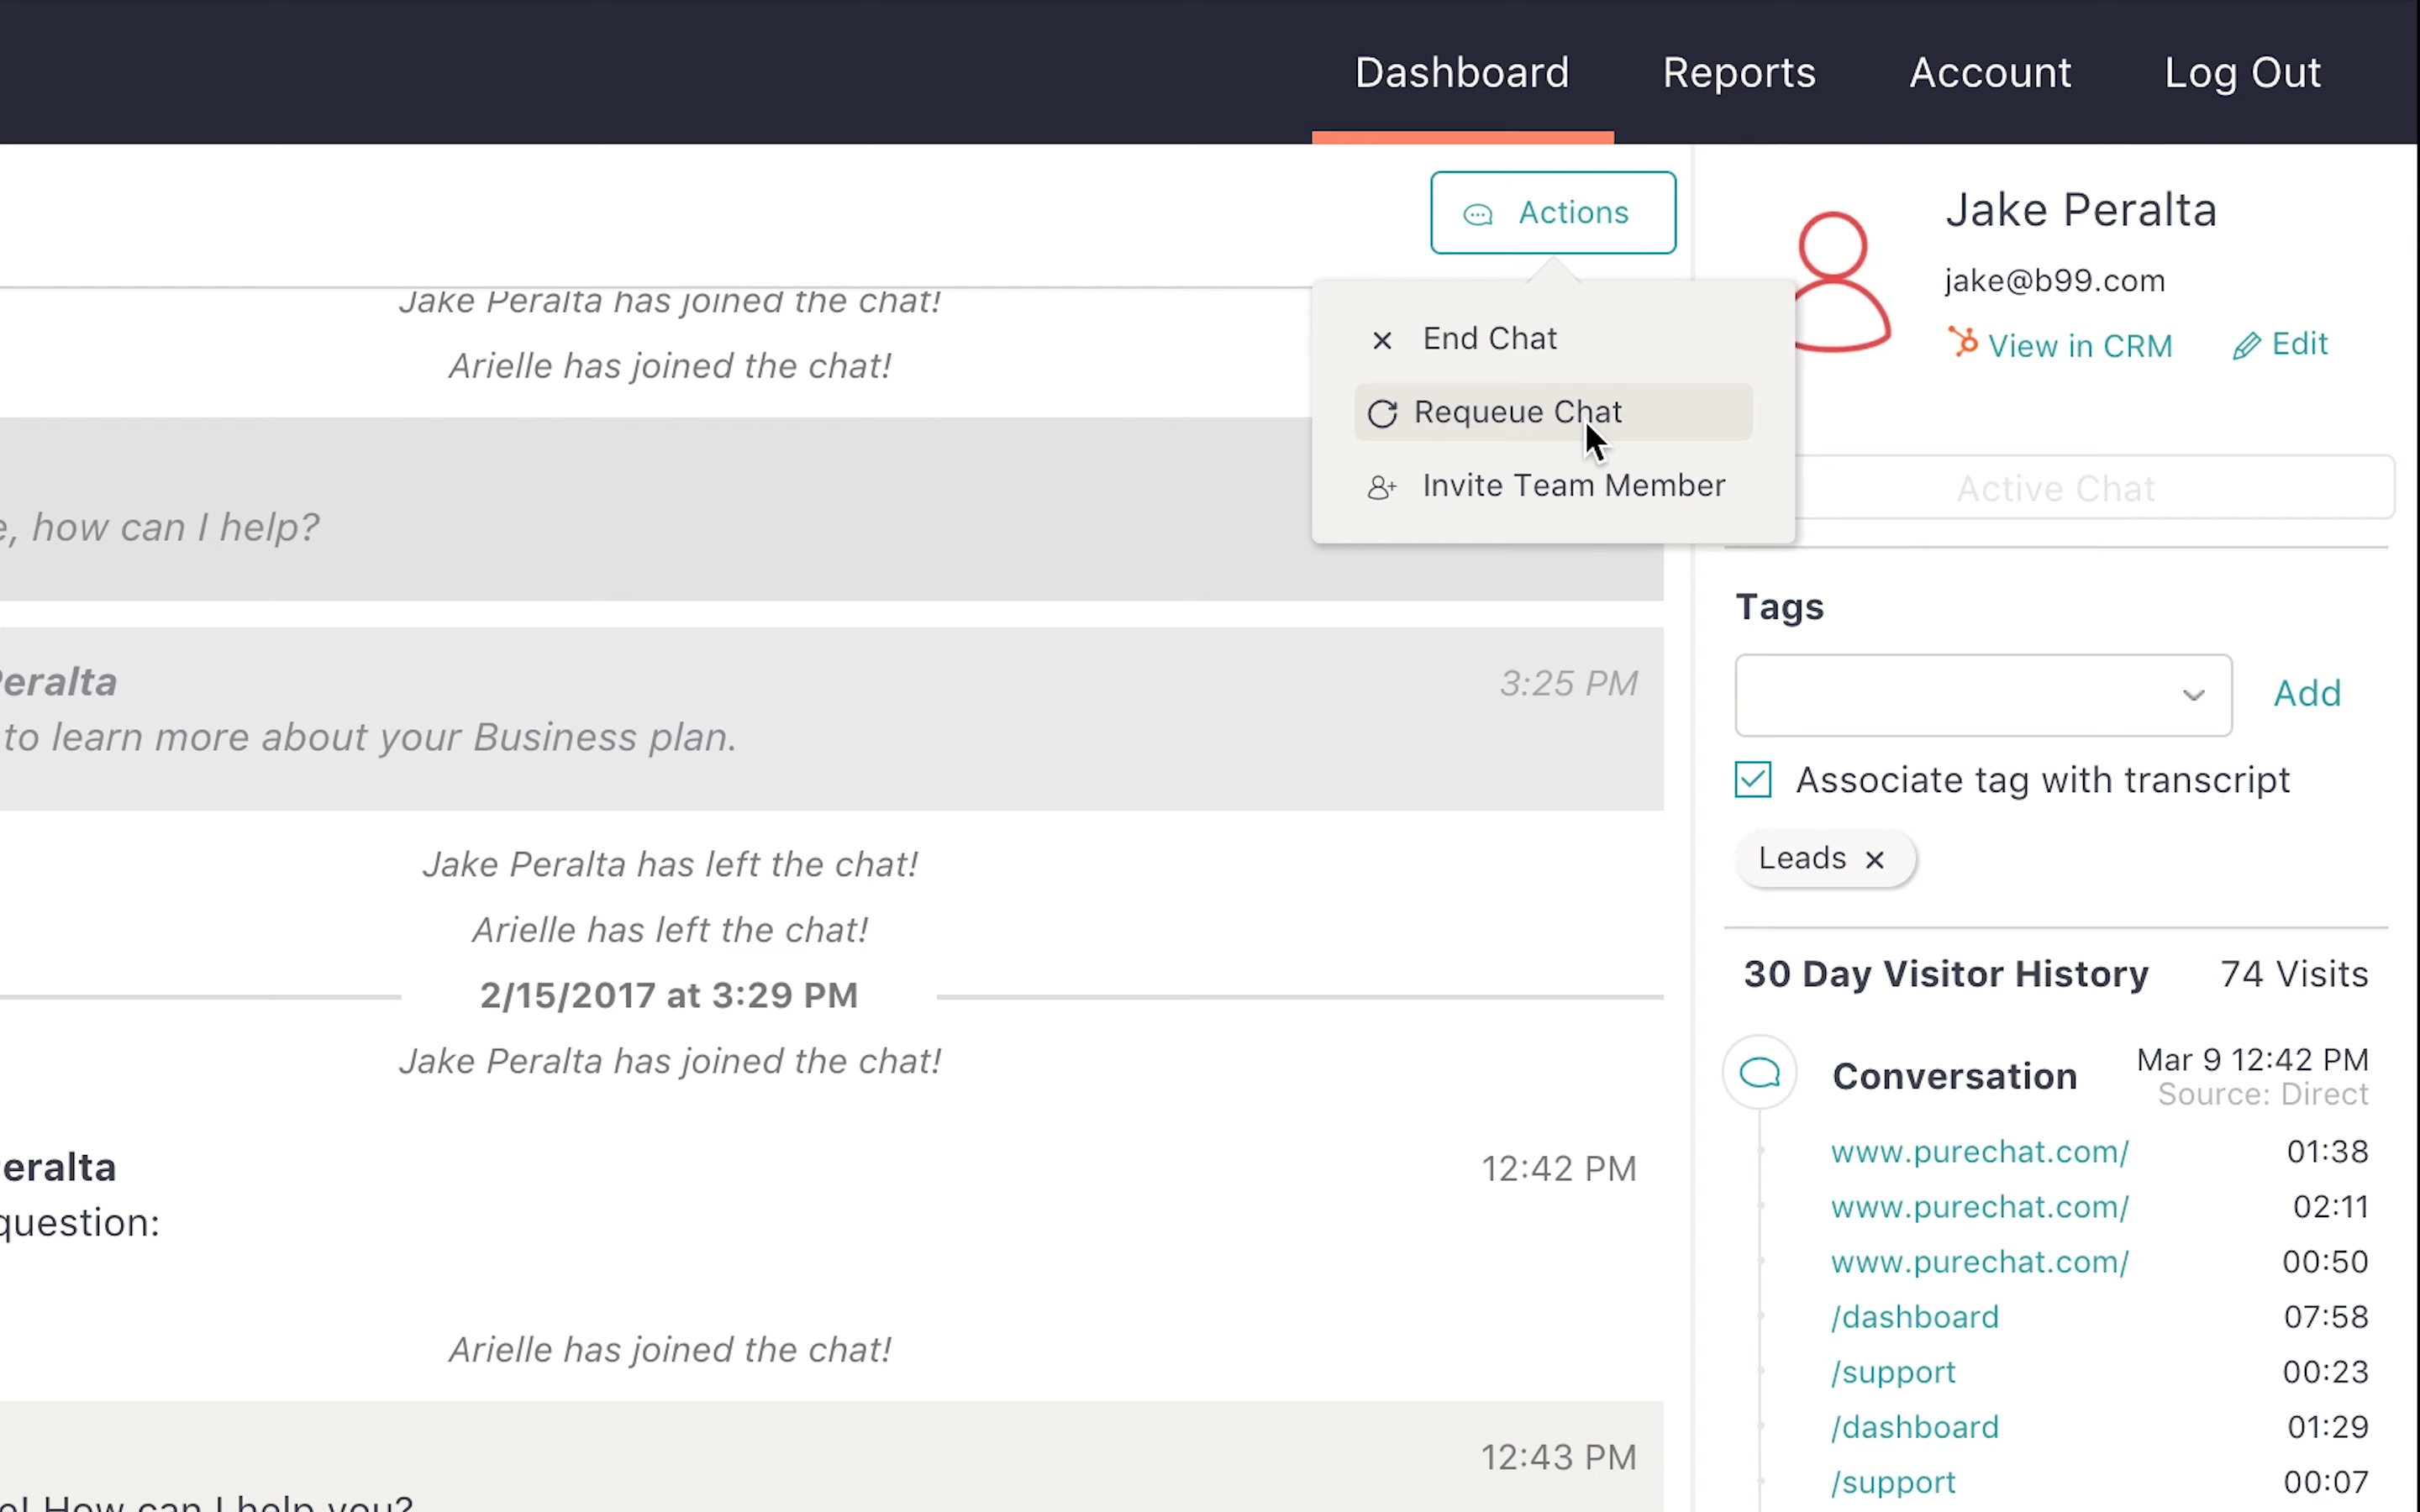 Dashboard Reports Account Log Out
Actions
End Chat
Requeue Chat
Invite Team Member
Jake Peralta has joined the chat!
Arielle has joined the chat!
, how can I help?
Peralta 3:25 PM
to learn more about your Business plan.
Jake Peralta has left the chat!
Arielle has left the chat!
2/15/2017 at 3:29 PM
Jake Peralta has joined the chat!
eralta 12:42 PM
question:
Arielle has joined the chat!
12:43 PM
e! How can I help you?
Jake Peralta
jake@b99.com
View in CRM Edit
Active Chat
Tags
Add
Associate tag with transcript
Leads
30 Day Visitor History 74 Visits
Conversation Mar 9 12:42 PM
Source: Direct
www.purechat.com/ 01:38
www.purechat.com/ 02:11
www.purechat.com/ 00:50
/dashboard 07:58
/support 00:23
/dashboard 01:29
/support 00:07